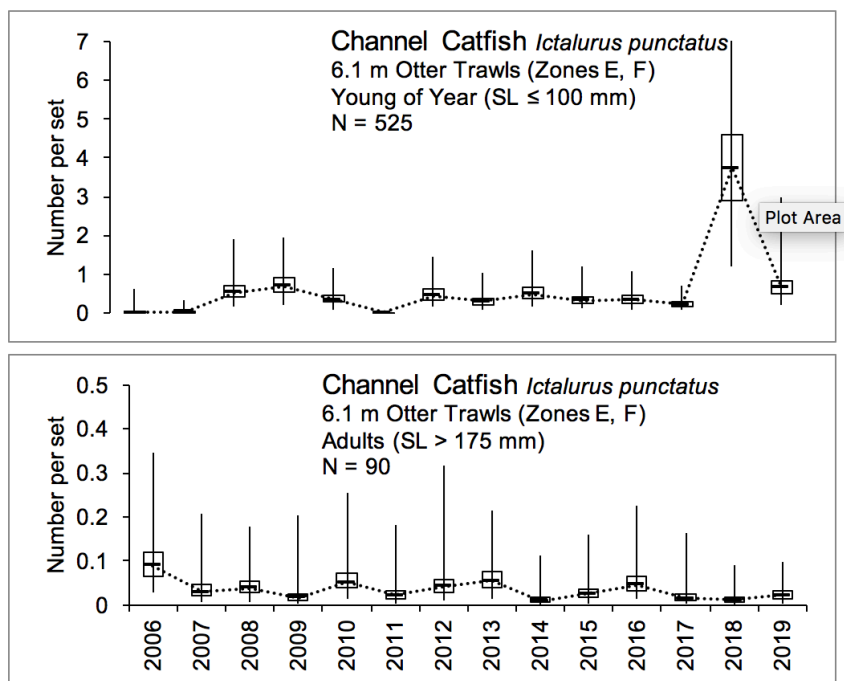 Channel Catfish Ictalurus punctatus
6.1 m Otter Trawls (Zones E, F)
Young of Year (SL ≤ 100 mm)
N = 525
Number per set
7
6
5
4
3
2
1
0
Plot Area
Channel Catfish Ictalurus punctatus
6.1 m Otter Trawls (Zones E, F)
Adults (SL > 175 mm)
N = 90
Number per set
0.5
0.4
0.3
0.2
0.1
0
2006 2007 2008 2009 2010 2011 2012 2013 2014 2015 2016 2017 2018 2019